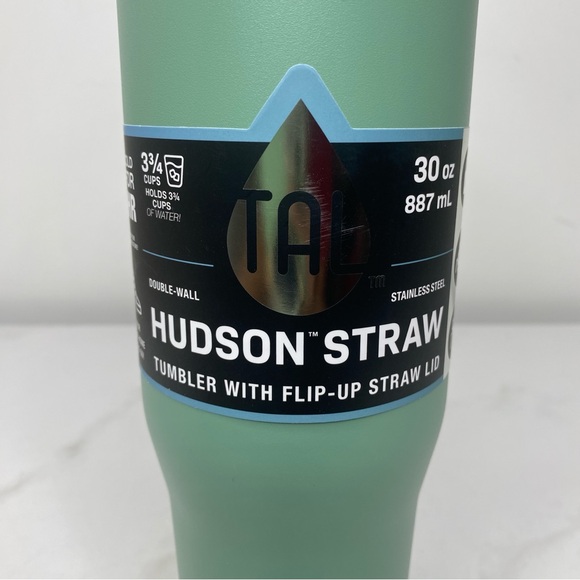 3¾
CUPS
HOLDS 3¾
CUPS
OF WATER!
TAL
TM
30 oz
887 mL
DOUBLE-WALL
STAINLESS STEEL
HUDSON™ STRAW
TUMBLER WITH FLIP-UP STRAW LID